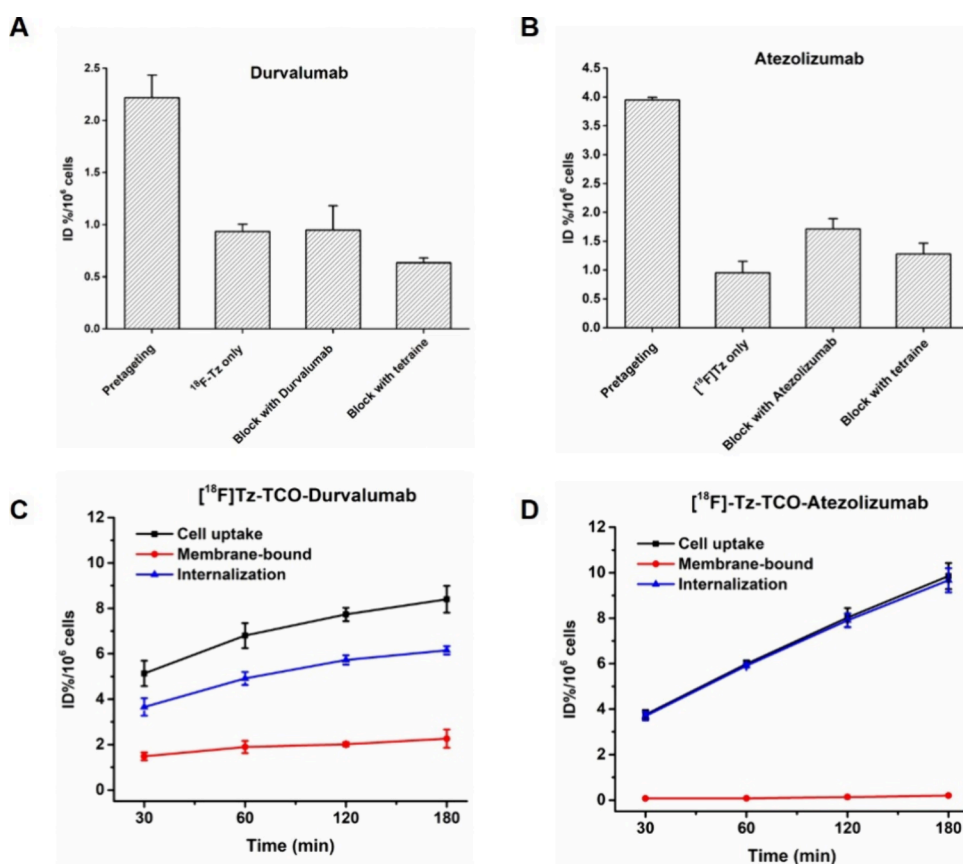 A
Durvalumab
ID %/10⁶ cells
2.5
2.0
1.5
1.0
0.5
0.0
Pretageting
¹⁸F-Tz only
Block with Durvalumab
Block with tetraine
B
Atezolizumab
ID %/10⁶ cells
4.5
4.0
3.5
3.0
2.5
2.0
1.5
1.0
0.5
0.0
Pretageting
[¹⁸F]Tz only
Block with Atezolizumab
Block with tetraine
C
[¹⁸F]Tz-TCO-Durvalumab
Cell uptake
Membrane-bound
Internalization
ID%/10⁶ cells
12
10
8
6
4
2
0
30
60
120
180
Time (min)
D
[¹⁸F]-Tz-TCO-Atezolizumab
Cell uptake
Membrane-bound
Internalization
ID%/10⁶ cells
12
10
8
6
4
2
0
30
60
120
180
Time (min)